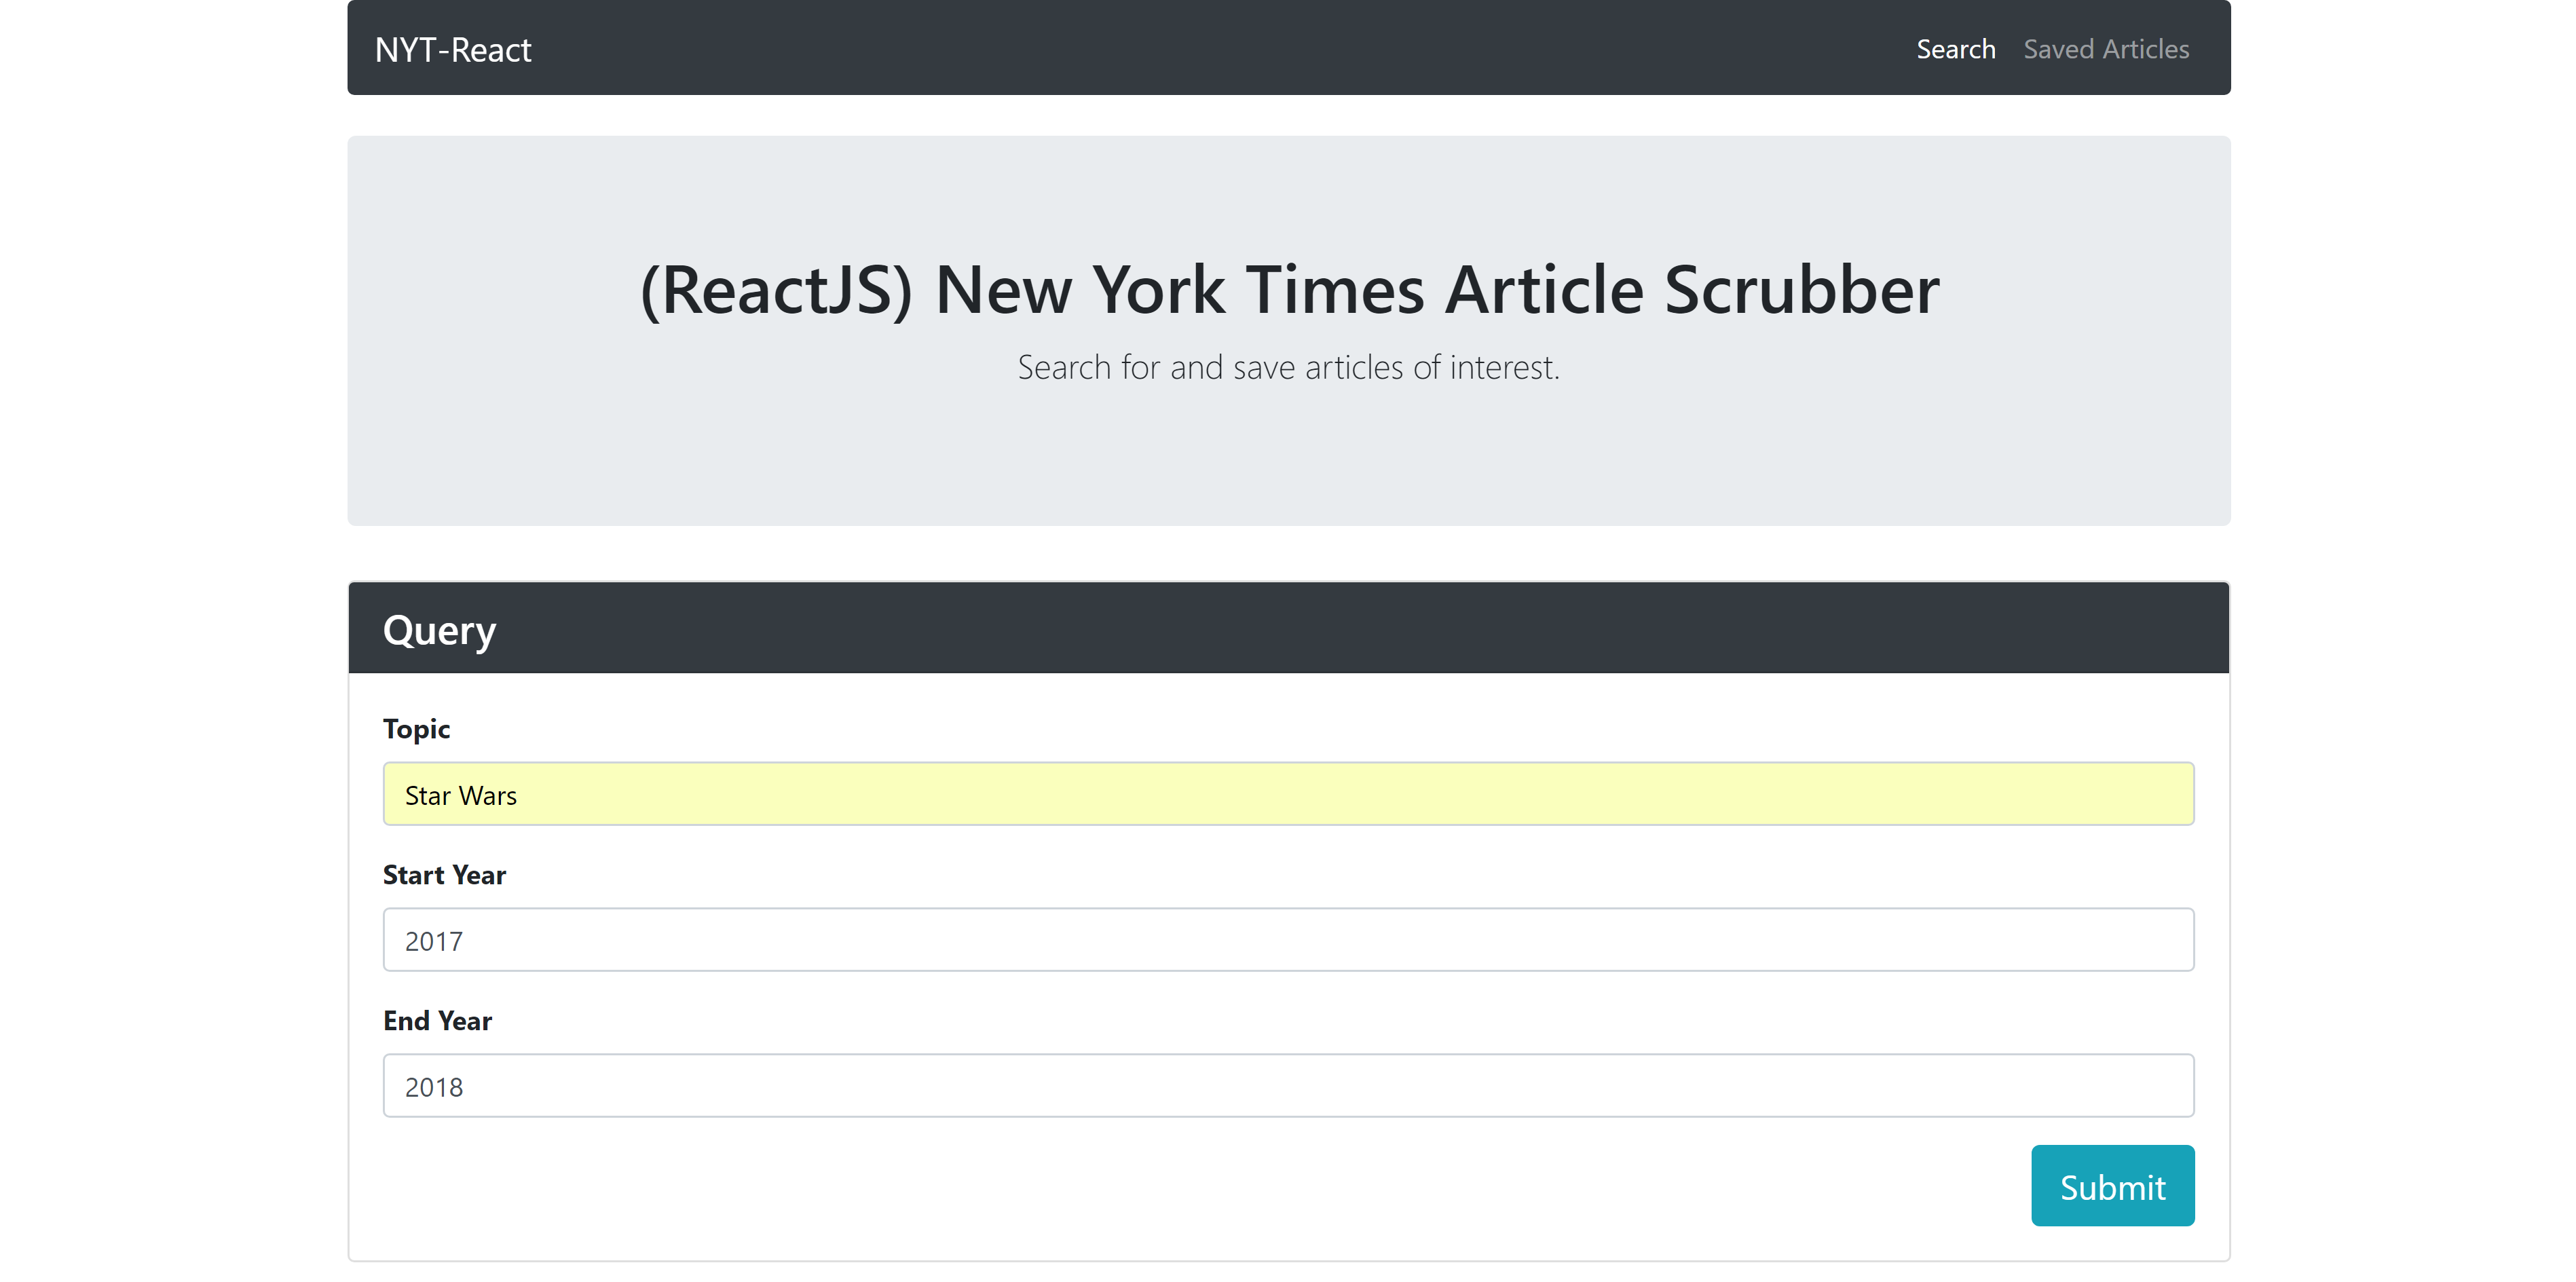 NYT-React
Search Saved Articles
(ReactJS) New York Times Article Scrubber
Search for and save articles of interest.
Query
Topic
Star Wars
Start Year
2017
End Year
2018
Submit